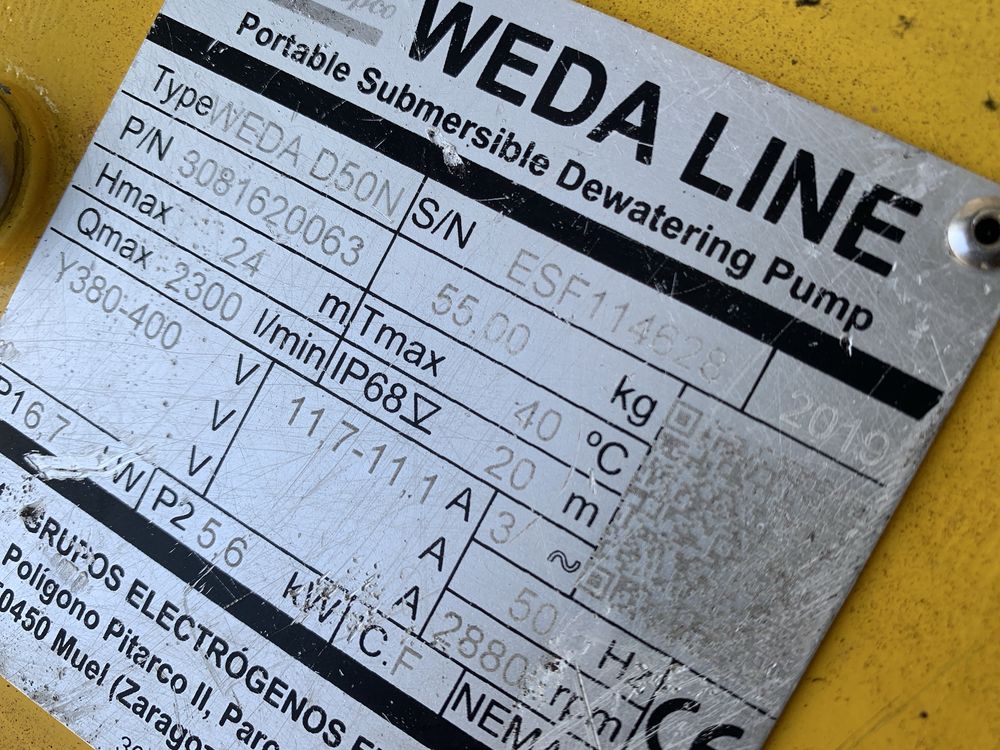 WEDA LINE
Portable Submersible Dewatering Pump
Type WEDA D50N S/N ESF114628 2019
P/N 3081620063 55.00 kg
Hmax 24 m Tmax 40 ºC
Qmax 2300 l/min IP68 20 m
Y380-400 V 11,7-11,1 A 3 ~
V A 50 Hz
V A 2880 rpm
P1 6,7 kW P2 5,6 kW I.C. F NEMA CE
GRUPOS ELECTRÓGENOS
Polígono Pitarco II,
50450 Muel